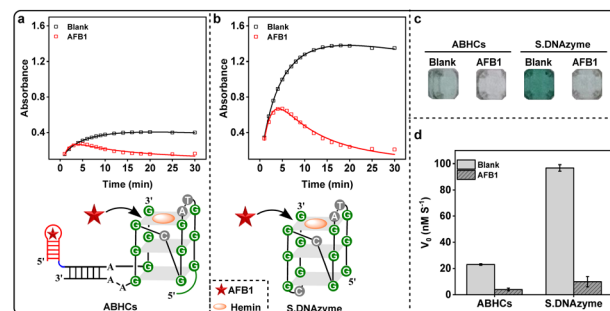 a
Blank
AFB1
Absorbance
1.6
1.2
0.8
0.4
0 5 10 15 20 25 30
Time (min)
b
Blank
AFB1
Absorbance
1.6
1.2
0.8
0.4
0 5 10 15 20 25 30
Time (min)
c
ABHCs S.DNAzyme
Blank AFB1 Blank AFB1
d
Blank
AFB1
V0 (nM S⁻¹)
100
80
60
40
20
0
ABHCs S.DNAzyme
3'
T
G A G
G G
C
G G
G G
G G
5'
3'
A
A
A
5'
ABHCs
AFB1
Hemin
3'
T
G A G
G G
C
G G
G G
G G
C
5'
S.DNAzyme